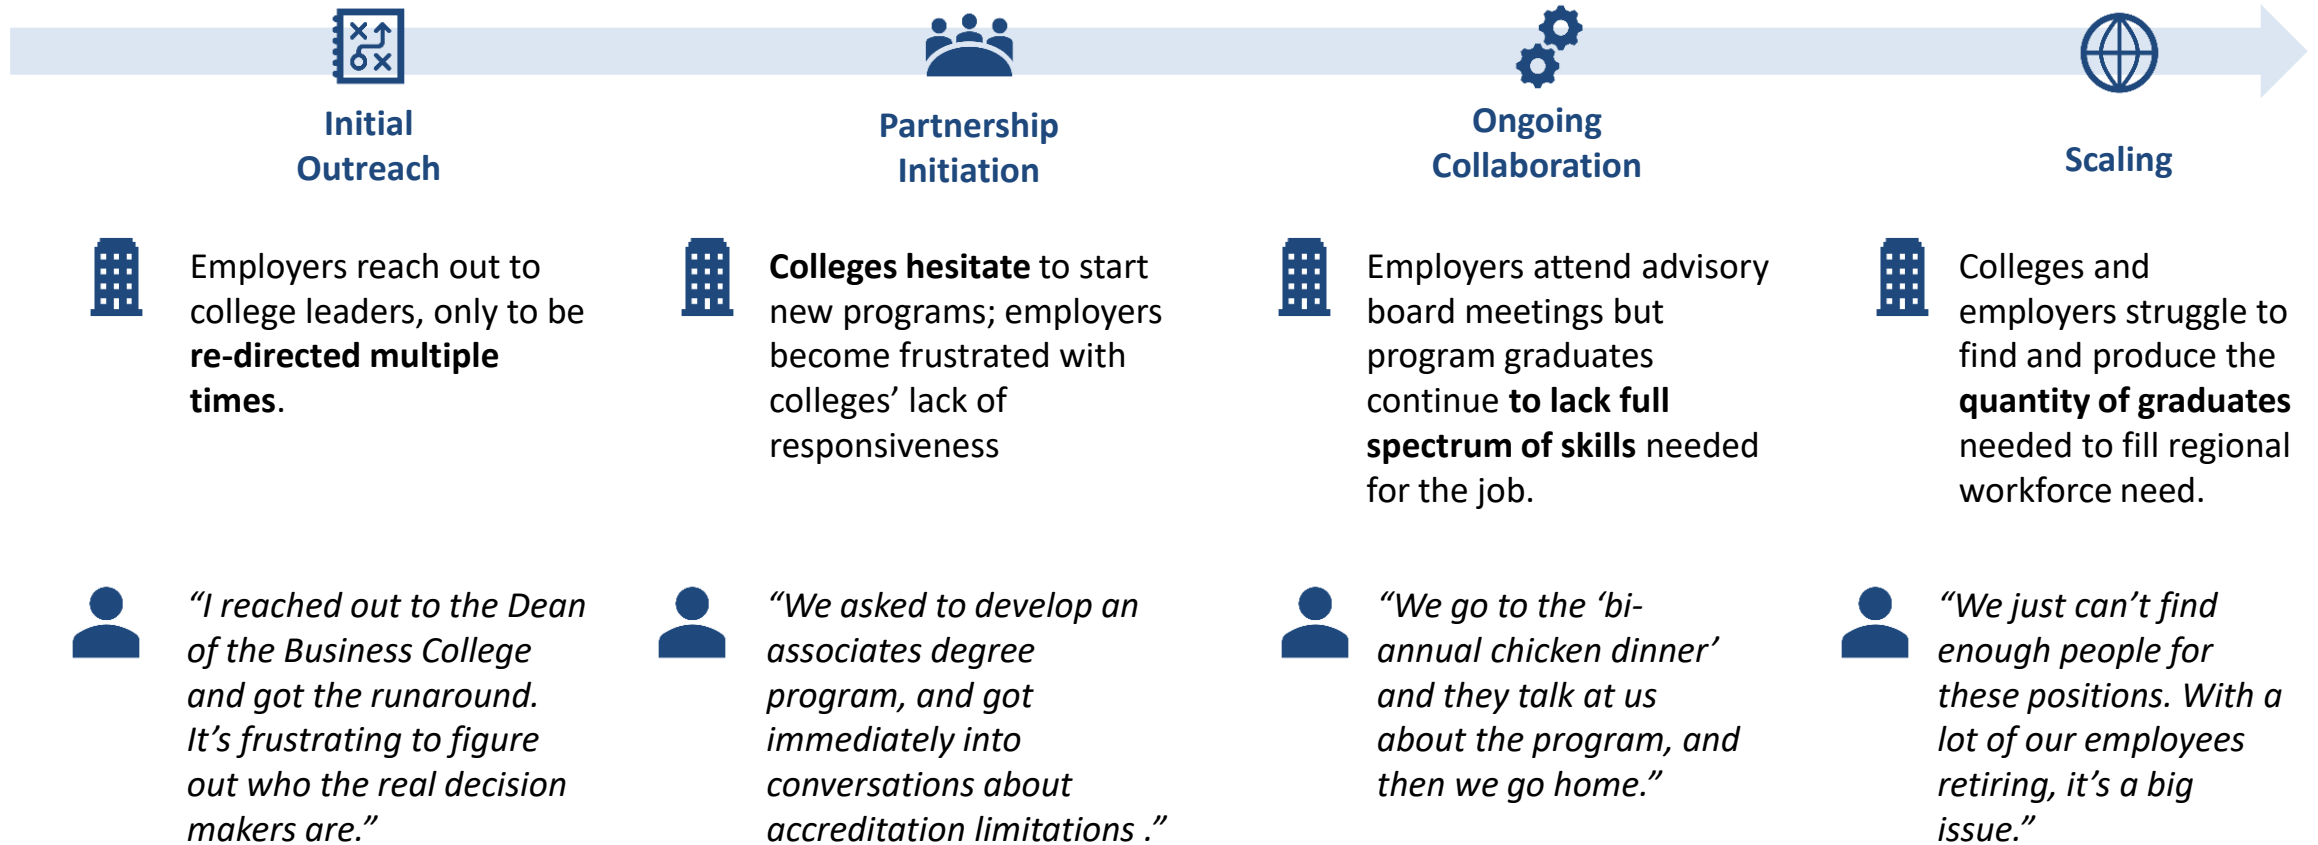 Initial
Outreach
Partnership
Initiation
Ongoing
Collaboration
Scaling
Employers reach out to
college leaders, only to be
re-directed multiple
times.
Colleges hesitate to start
new programs; employers
become frustrated with
colleges’ lack of
responsiveness
Employers attend advisory
board meetings but
program graduates
continue to lack full
spectrum of skills needed
for the job.
Colleges and
employers struggle to
find and produce the
quantity of graduates
needed to fill regional
workforce need.
“I reached out to the Dean
of the Business College
and got the runaround.
It’s frustrating to figure
out who the real decision
makers are.”
“We asked to develop an
associates degree
program, and got
immediately into
conversations about
accreditation limitations .”
“We go to the ‘bi-
annual chicken dinner’
and they talk at us
about the program, and
then we go home.”
“We just can’t find
enough people for
these positions. With a
lot of our employees
retiring, it’s a big
issue.”